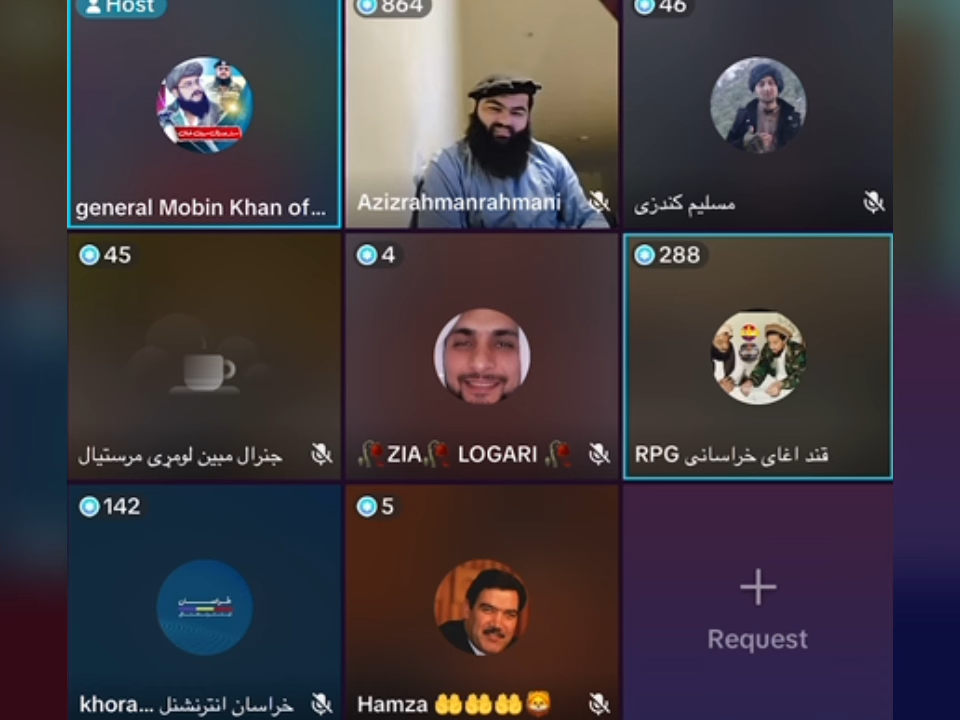 Host
864
46
general Mobin Khan of...
Azizrahmanrahmani
مسلیم کندزی
45
4
288
جنرال مبین لومړی مرستیال
ZIA LOGARI
RPG قند اغای خراسانی
142
5
Request
khora... خراسان انترنشنل
Hamza